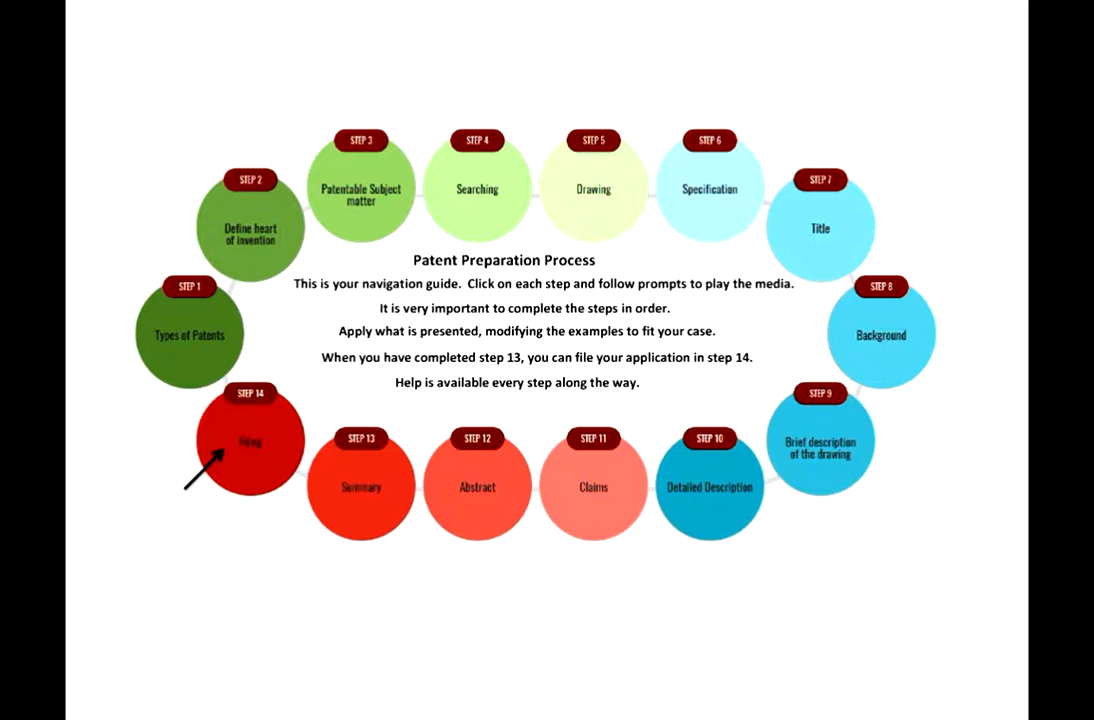 STEP 1
Types of Patents
STEP 2
Define heart
of invention
STEP 3
Patentable Subject
matter
STEP 4
Searching
STEP 5
Drawing
STEP 6
Specification
STEP 7
Title
STEP 8
Background
STEP 9
Brief description
of the drawing
STEP 10
Detailed Description
STEP 11
Claims
STEP 12
Abstract
STEP 13
Summary
STEP 14
Filing
Patent Preparation Process
This is your navigation guide. Click on each step and follow prompts to play the media.
It is very important to complete the steps in order.
Apply what is presented, modifying the examples to fit your case.
When you have completed step 13, you can file your application in step 14.
Help is available every step along the way.